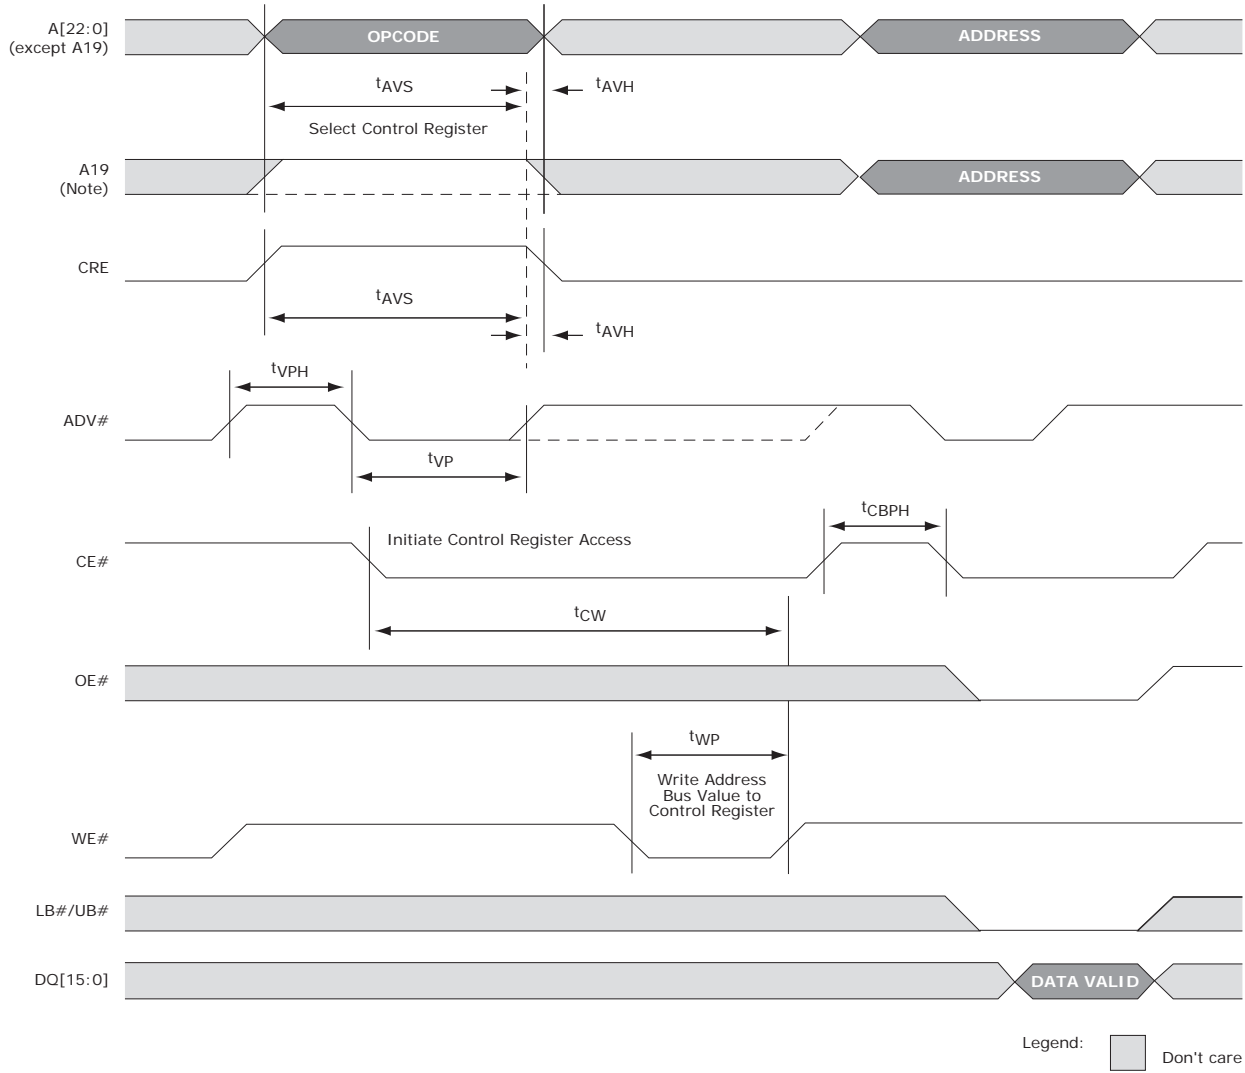 A[22:0]
(except A19)
OPCODE
ADDRESS
tAVS
tAVH
Select Control Register
A19
(Note)
ADDRESS
CRE
tAVS
tAVH
tVPH
ADV#
tVP
tCBPH
Initiate Control Register Access
CE#
tCW
OE#
tWP
Write Address
Bus Value to
Control Register
WE#
LB#/UB#
DQ[15:0]
DATA VALID
Legend:
Don't care